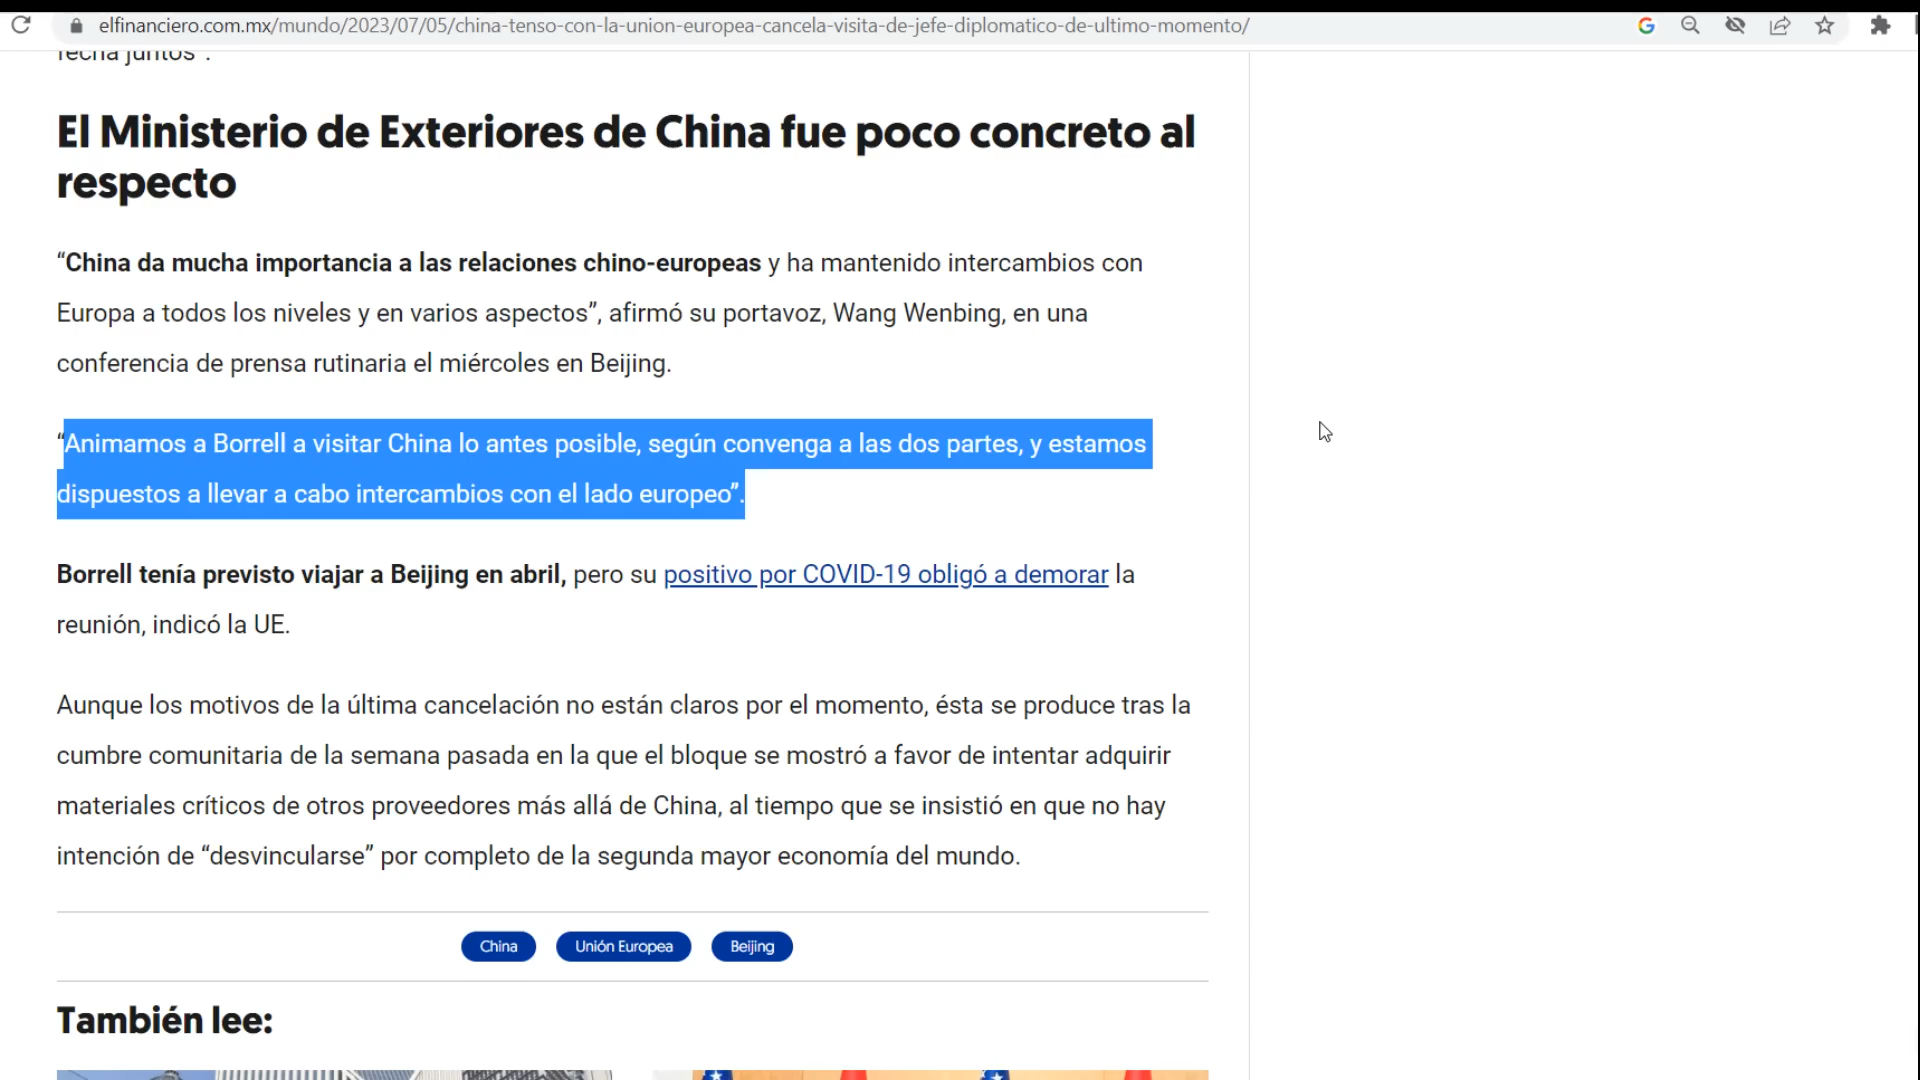 elfinanciero.com.mx/mundo/2023/07/05/china-tenso-con-la-union-europea-cancela-visita-de-jefe-diplomatico-de-ultimo-momento/
fecha juntos”.
El Ministerio de Exteriores de China fue poco concreto al
respecto
“China da mucha importancia a las relaciones chino-europeas y ha mantenido intercambios con
Europa a todos los niveles y en varios aspectos”, afirmó su portavoz, Wang Wenbing, en una
conferencia de prensa rutinaria el miércoles en Beijing.
“Animamos a Borrell a visitar China lo antes posible, según convenga a las dos partes, y estamos
dispuestos a llevar a cabo intercambios con el lado europeo”.
Borrell tenía previsto viajar a Beijing en abril, pero su positivo por COVID-19 obligó a demorar la
reunión, indicó la UE.
Aunque los motivos de la última cancelación no están claros por el momento, ésta se produce tras la
cumbre comunitaria de la semana pasada en la que el bloque se mostró a favor de intentar adquirir
materiales críticos de otros proveedores más allá de China, al tiempo que se insistió en que no hay
intención de “desvincularse” por completo de la segunda mayor economía del mundo.
China Unión Europea Beijing
También lee: